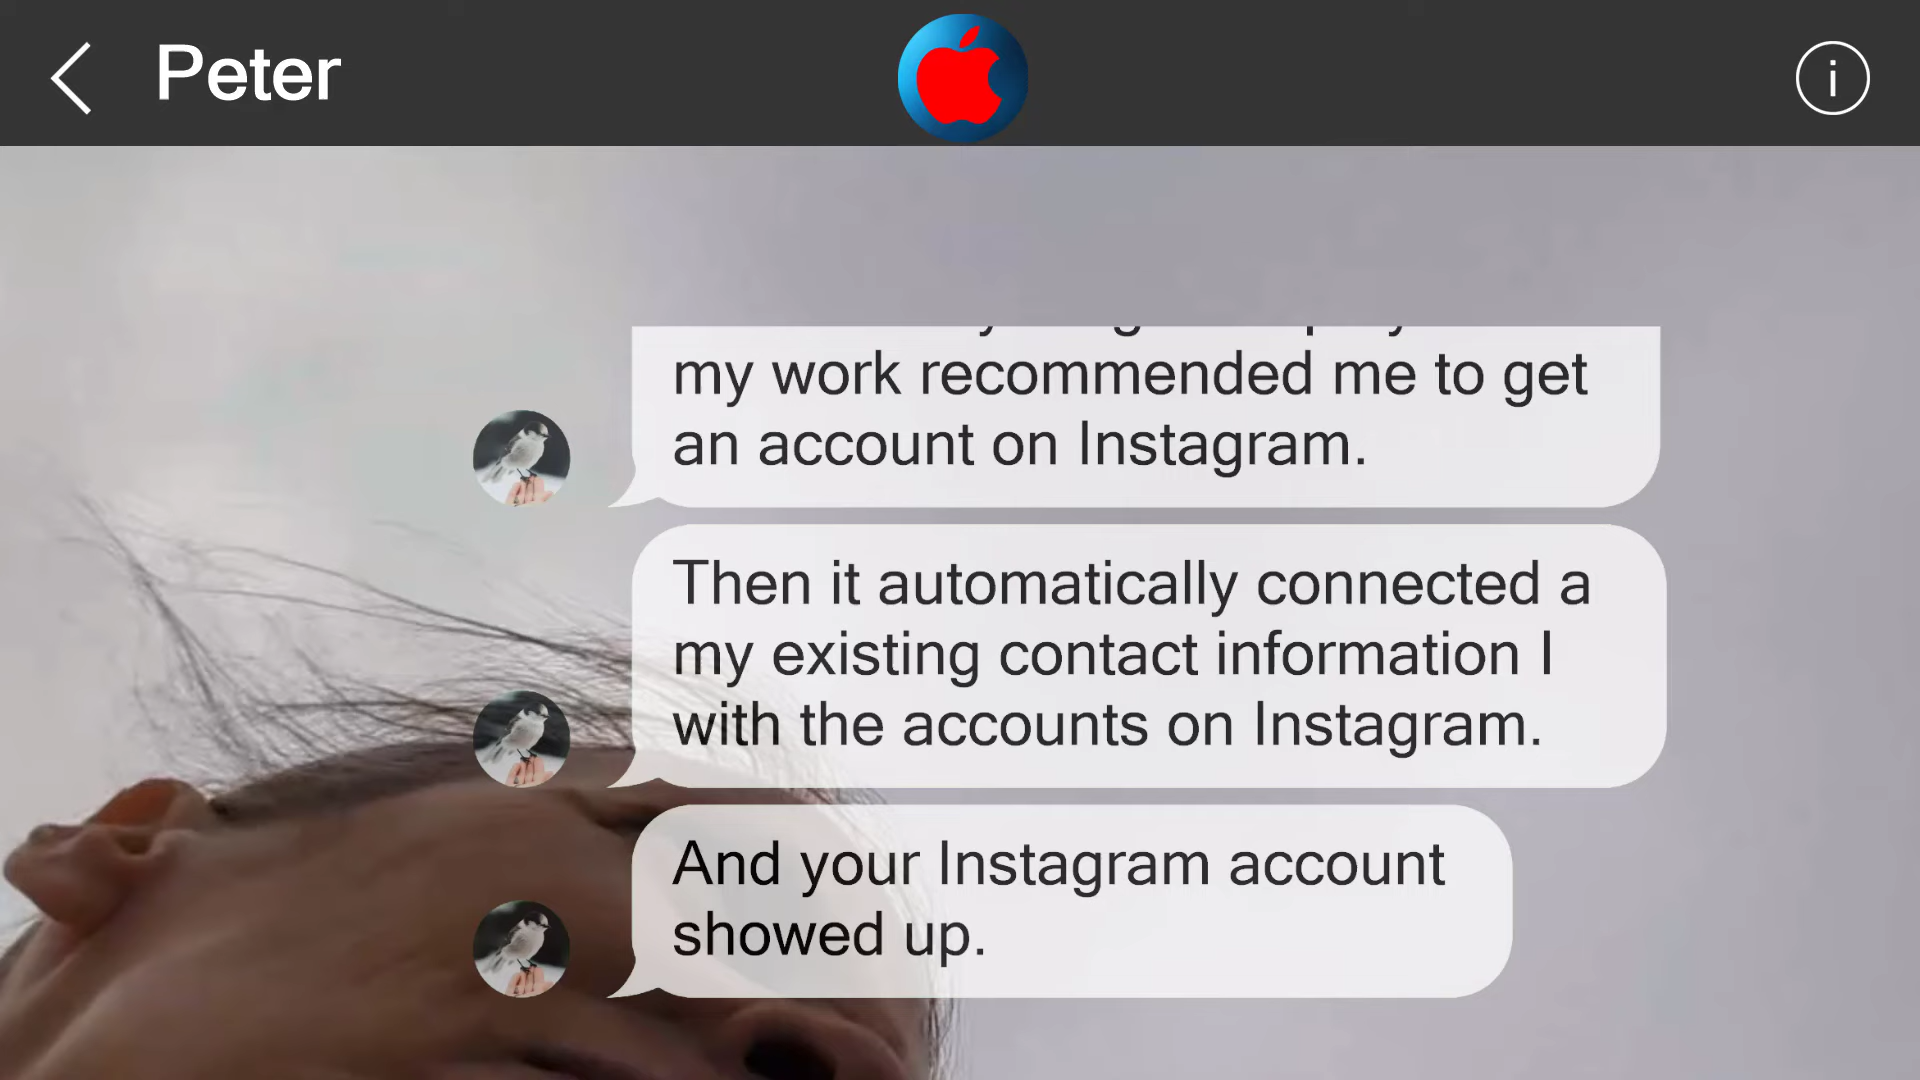 Peter
i
my work recommended me to get
an account on Instagram.
Then it automatically connected a
my existing contact information I
with the accounts on Instagram.
And your Instagram account
showed up.